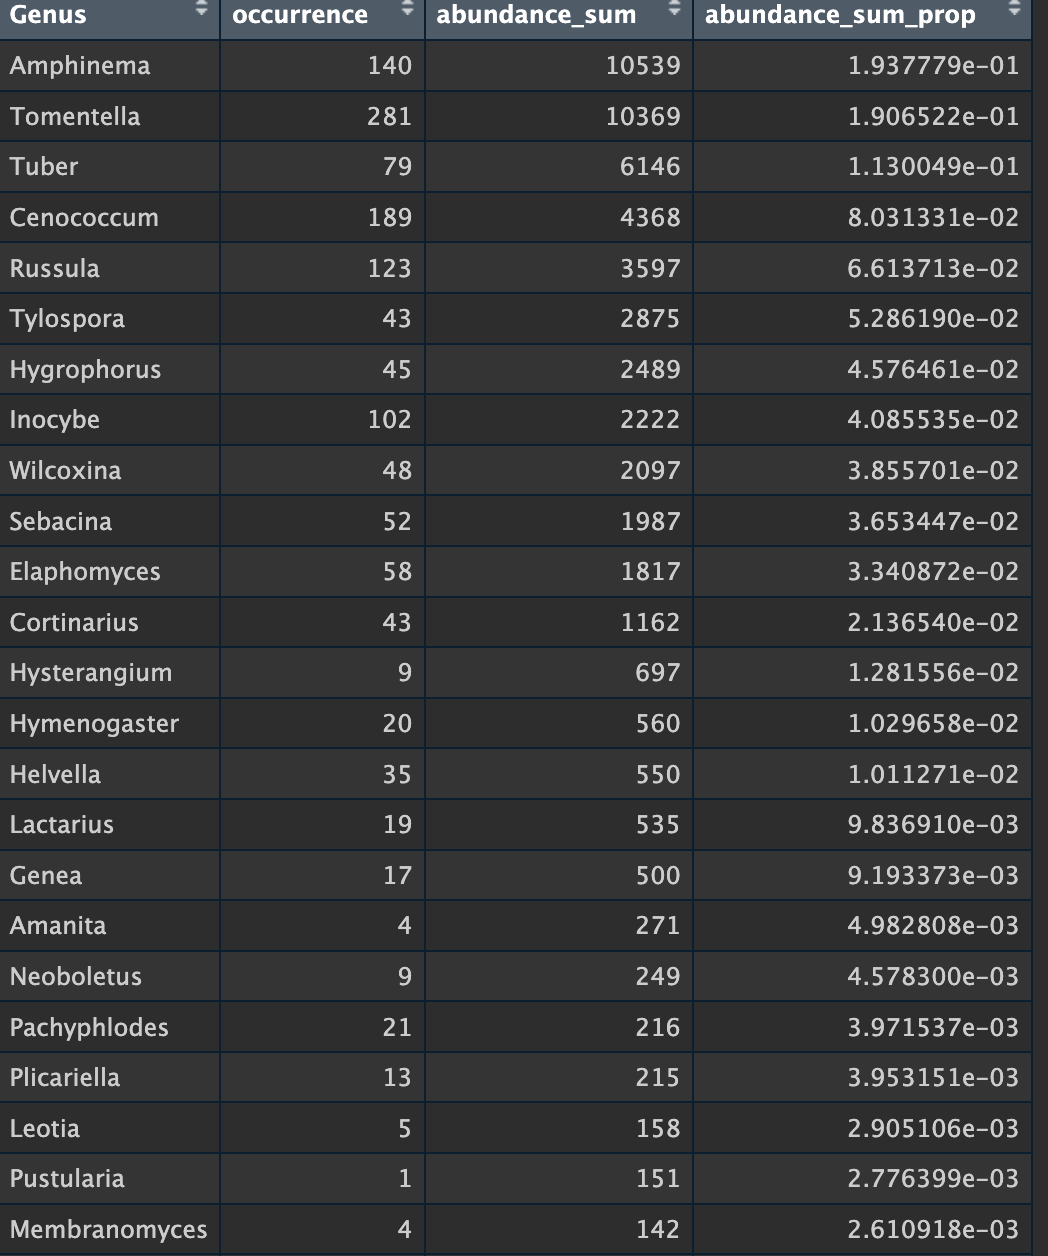 Genus occurrence abundance_sum abundance_sum_prop
Amphinema 140 10539 1.937779e-01
Tomentella 281 10369 1.906522e-01
Tuber 79 6146 1.130049e-01
Cenococcum 189 4368 8.031331e-02
Russula 123 3597 6.613713e-02
Tylospora 43 2875 5.286190e-02
Hygrophorus 45 2489 4.576461e-02
Inocybe 102 2222 4.085535e-02
Wilcoxina 48 2097 3.855701e-02
Sebacina 52 1987 3.653447e-02
Elaphomyces 58 1817 3.340872e-02
Cortinarius 43 1162 2.136540e-02
Hysterangium 9 697 1.281556e-02
Hymenogaster 20 560 1.029658e-02
Helvella 35 550 1.011271e-02
Lactarius 19 535 9.836910e-03
Genea 17 500 9.193373e-03
Amanita 4 271 4.982808e-03
Neoboletus 9 249 4.578300e-03
Pachyphlodes 21 216 3.971537e-03
Plicariella 13 215 3.953151e-03
Leotia 5 158 2.905106e-03
Pustularia 1 151 2.776399e-03
Membranomyces 4 142 2.610918e-03